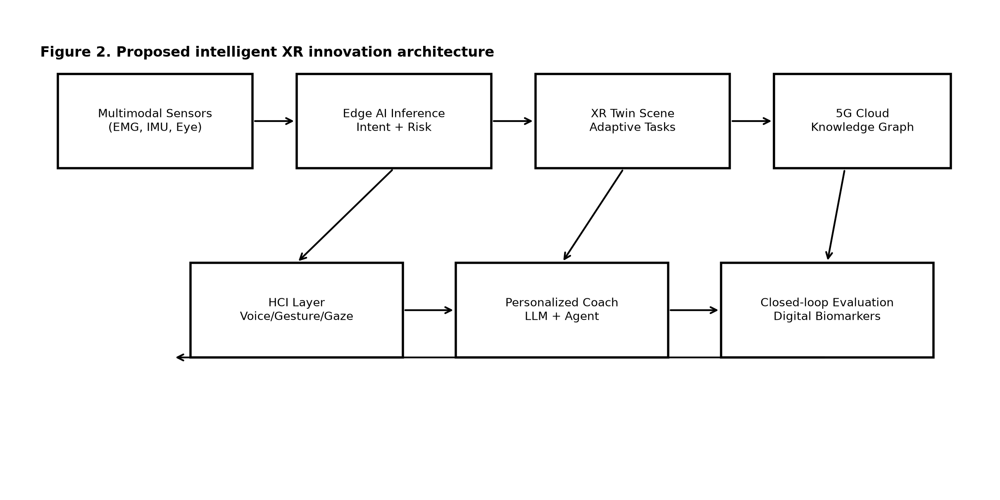 Figure 2. Proposed intelligent XR innovation architecture
Multimodal Sensors
(EMG, IMU, Eye)
Edge AI Inference
Intent + Risk
XR Twin Scene
Adaptive Tasks
5G Cloud
Knowledge Graph
HCI Layer
Voice/Gesture/Gaze
Personalized Coach
LLM + Agent
Closed-loop Evaluation
Digital Biomarkers